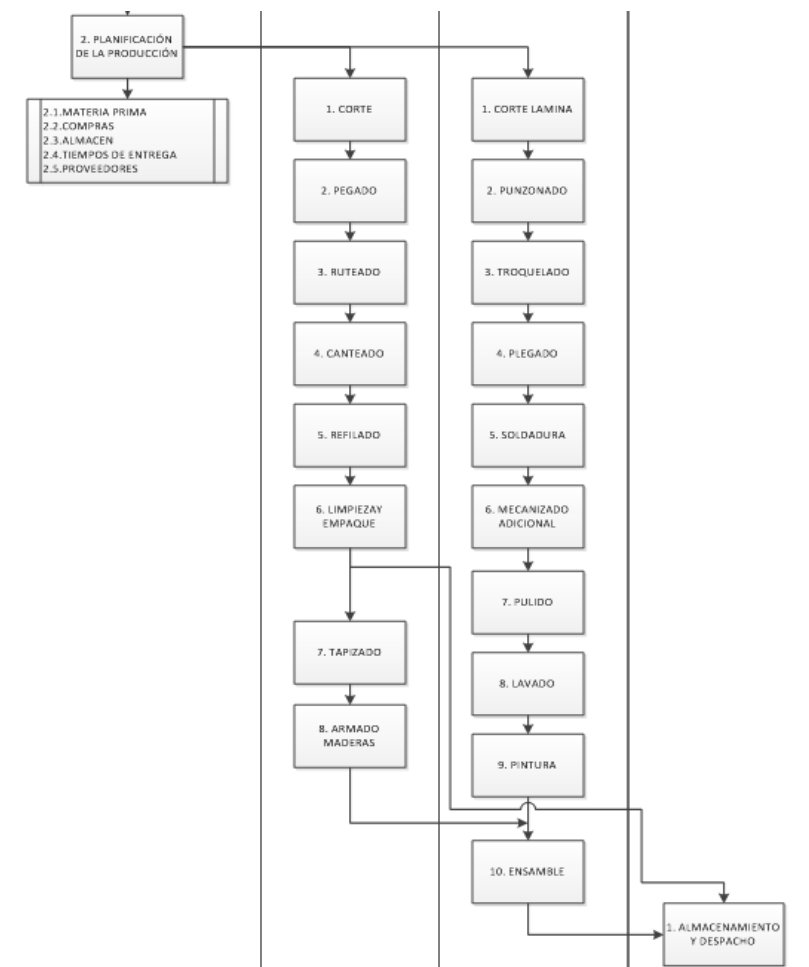 2. PLANIFICACIÓN
DE LA PRODUCCIÓN
2.1.MATERIA PRIMA
2.2.COMPRAS
2.3.ALMACEN
2.4.TIEMPOS DE ENTREGA
2.5.PROVEEDORES
1. CORTE
2. PEGADO
3. RUTEADO
4. CANTEADO
5. REFILADO
6. LIMPIEZAY
EMPAQUE
7. TAPIZADO
8. ARMADO
MADERAS
1. CORTE LAMINA
2. PUNZONADO
3. TROQUELADO
4. PLEGADO
5. SOLDADURA
6. MECANIZADO
ADICIONAL
7. PULIDO
8. LAVADO
9. PINTURA
10. ENSAMBLE
1. ALMACENAMIENTO
Y DESPACHO